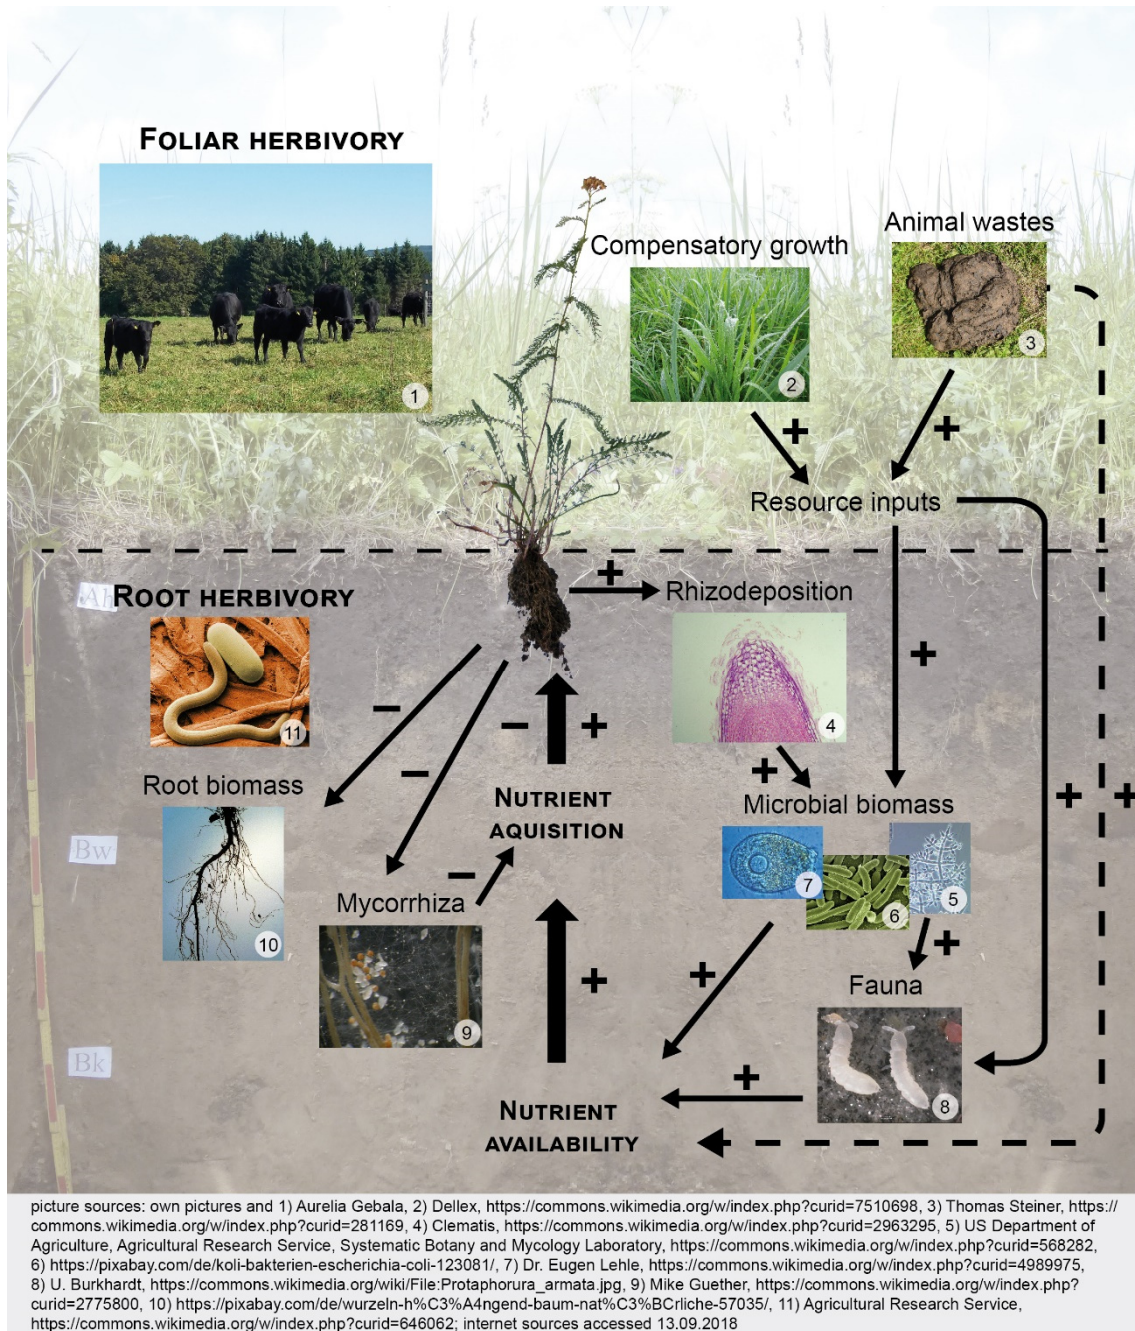 FOLIAR HERBIVORY
1
Compensatory growth
2
Animal wastes
3
+
+
Resource inputs
Ah
ROOT HERBIVORY
11
+
Rhizodeposition
4
+
−
−
−
+
+
+
+
Root biomass
10
NUTRIENT
AQUISITION
Microbial biomass
7
6
5
Bw
−
Mycorrhiza
9
+
+
+
Fauna
8
Bk
+
NUTRIENT
AVAILABILITY
picture sources: own pictures and 1) Aurelia Gebala, 2) Dellex, https://commons.wikimedia.org/w/index.php?curid=7510698, 3) Thomas Steiner, https://
commons.wikimedia.org/w/index.php?curid=281169, 4) Clematis, https://commons.wikimedia.org/w/index.php?curid=2963295, 5) US Department of
Agriculture, Agricultural Research Service, Systematic Botany and Mycology Laboratory, https://commons.wikimedia.org/w/index.php?curid=568282,
6) https://pixabay.com/de/koli-bakterien-escherichia-coli-123081/, 7) Dr. Eugen Lehle, https://commons.wikimedia.org/w/index.php?curid=4989975,
8) U. Burkhardt, https://commons.wikimedia.org/wiki/File:Protaphorura_armata.jpg, 9) Mike Guether, https://commons.wikimedia.org/w/index.php?
curid=2775800, 10) https://pixabay.com/de/wurzeln-h%C3%A4ngend-baum-nat%C3%BCrliche-57035/, 11) Agricultural Research Service,
https://commons.wikimedia.org/w/index.php?curid=646062; internet sources accessed 13.09.2018